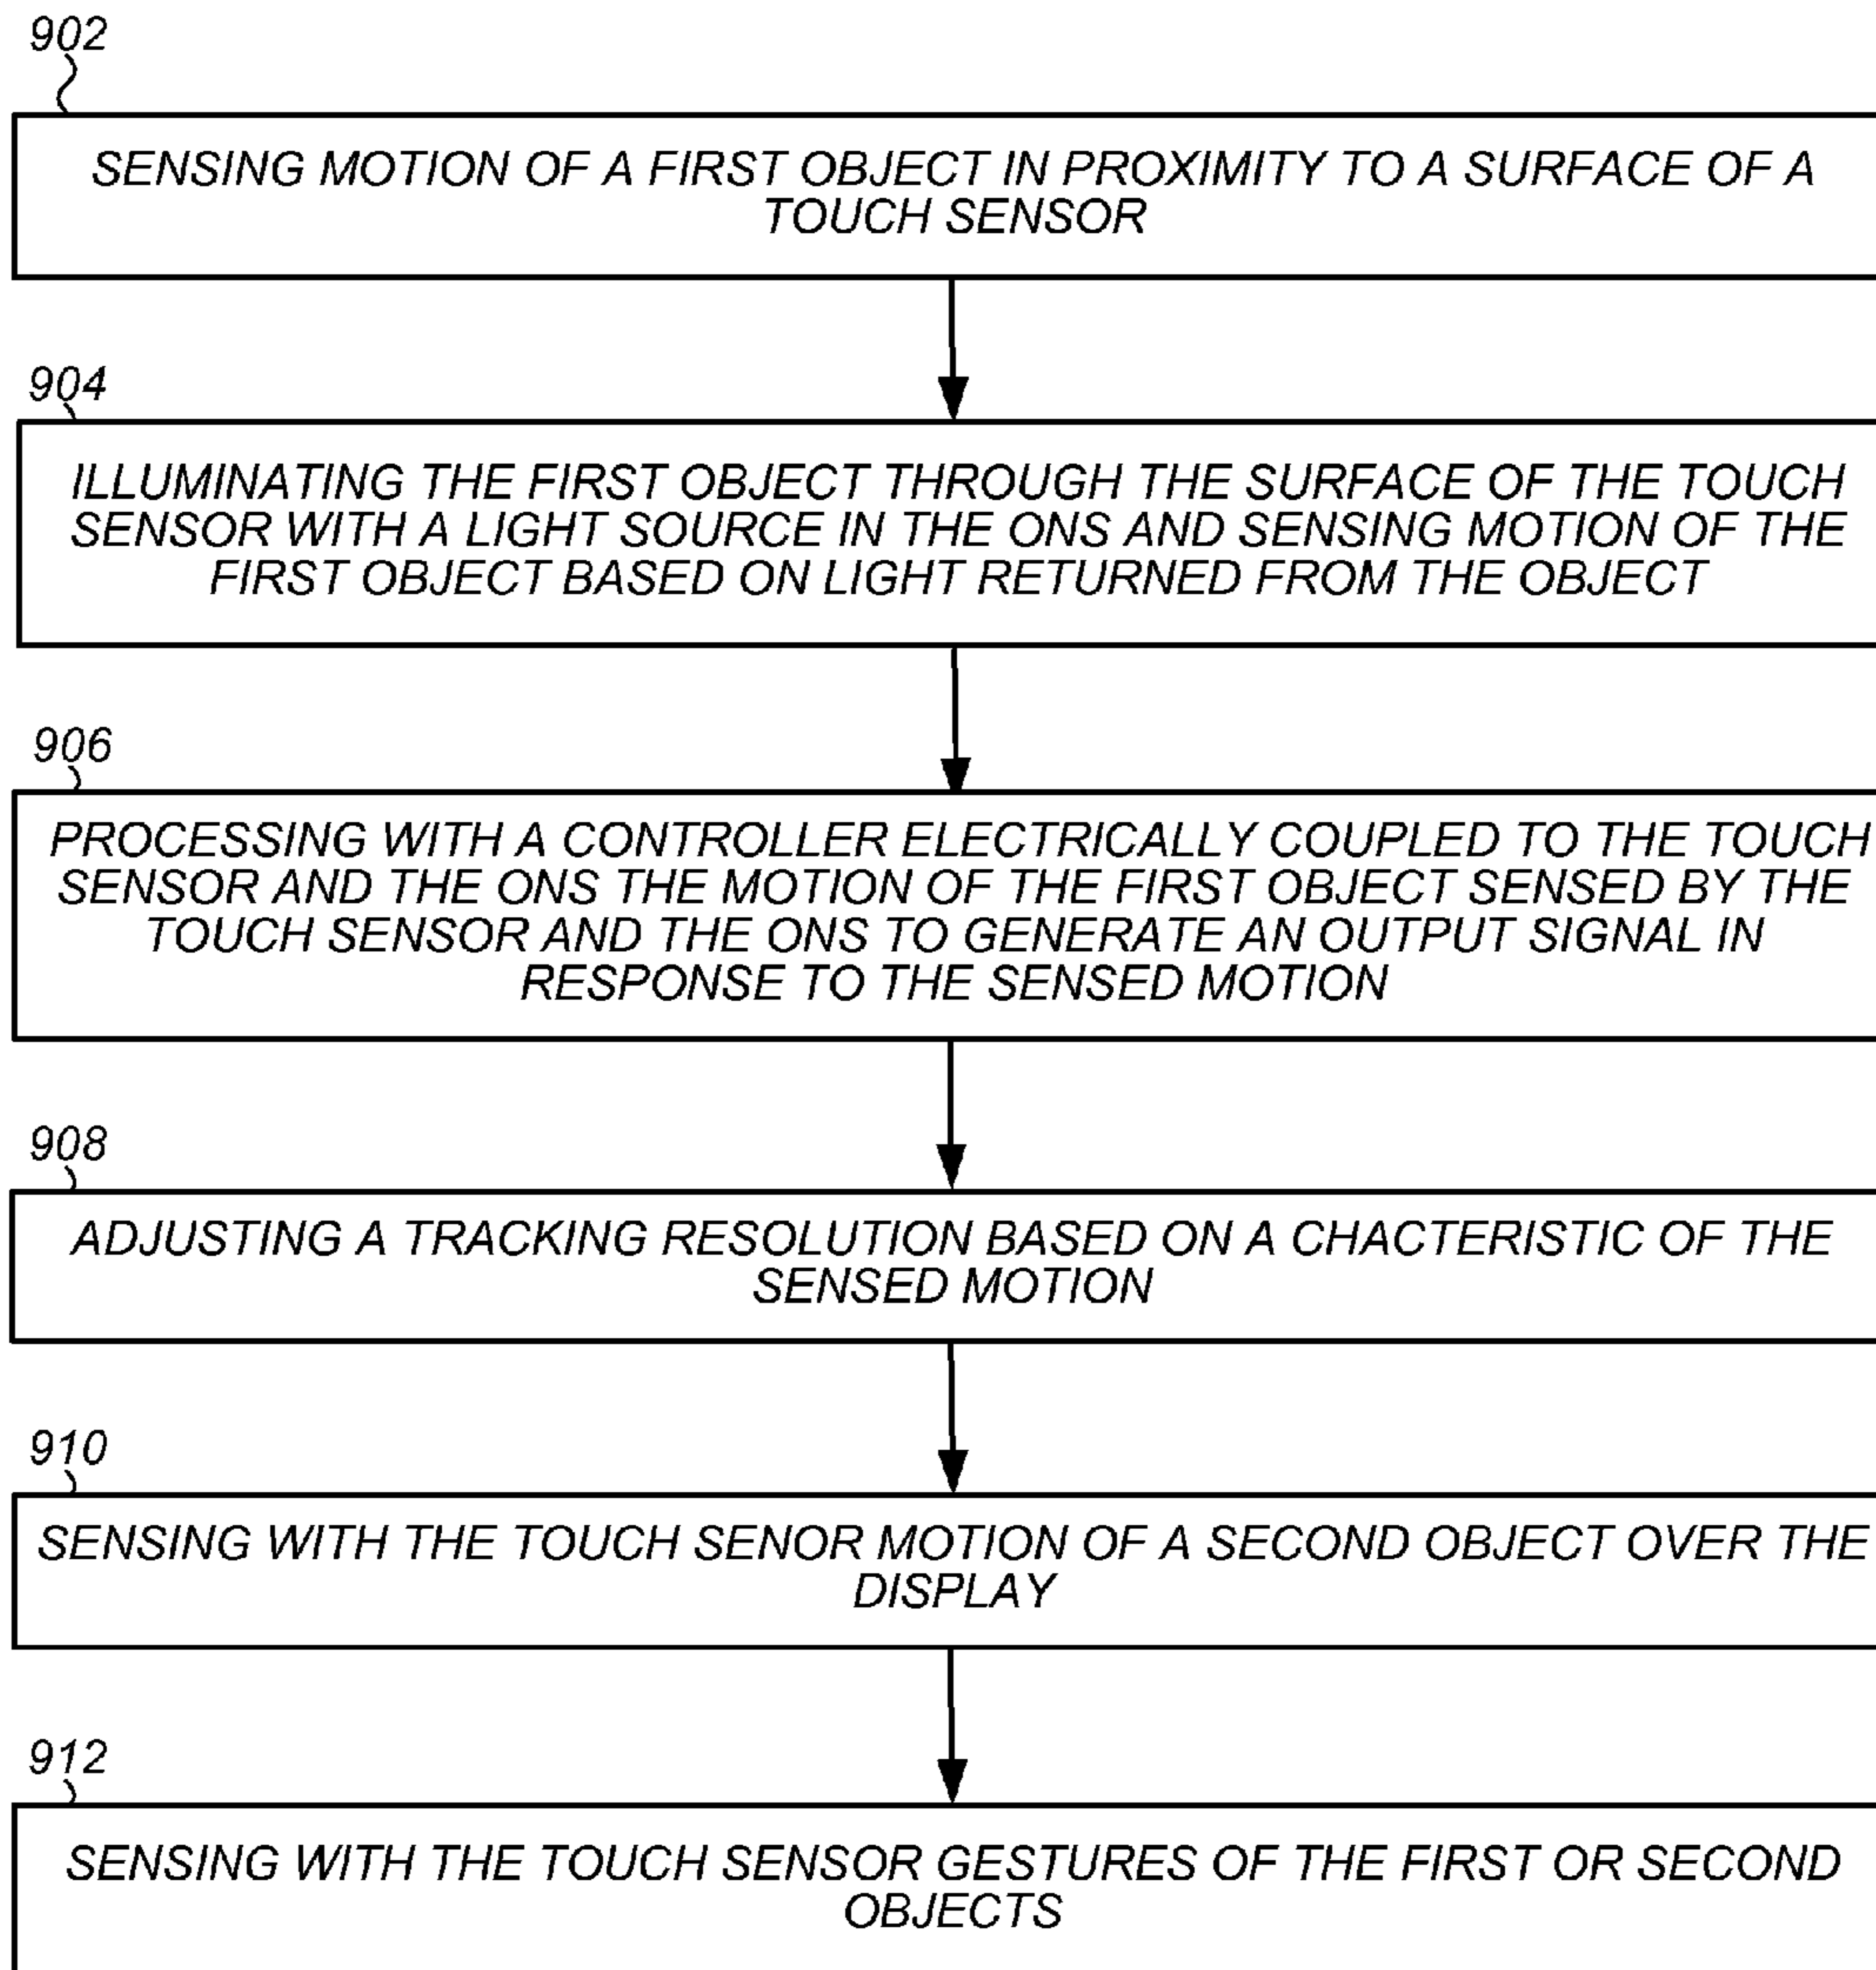 902
SENSING MOTION OF A FIRST OBJECT IN PROXIMITY TO A SURFACE OF A
TOUCH SENSOR
904
ILLUMINATING THE FIRST OBJECT THROUGH THE SURFACE OF THE TOUCH
SENSOR WITH A LIGHT SOURCE IN THE ONS AND SENSING MOTION OF THE
FIRST OBJECT BASED ON LIGHT RETURNED FROM THE OBJECT
906
PROCESSING WITH A CONTROLLER ELECTRICALLY COUPLED TO THE TOUCH
SENSOR AND THE ONS THE MOTION OF THE FIRST OBJECT SENSED BY THE
TOUCH SENSOR AND THE ONS TO GENERATE AN OUTPUT SIGNAL IN
RESPONSE TO THE SENSED MOTION
908
ADJUSTING A TRACKING RESOLUTION BASED ON A CHACTERISTIC OF THE
SENSED MOTION
910
SENSING WITH THE TOUCH SENOR MOTION OF A SECOND OBJECT OVER THE
DISPLAY
912
SENSING WITH THE TOUCH SENSOR GESTURES OF THE FIRST OR SECOND
OBJECTS